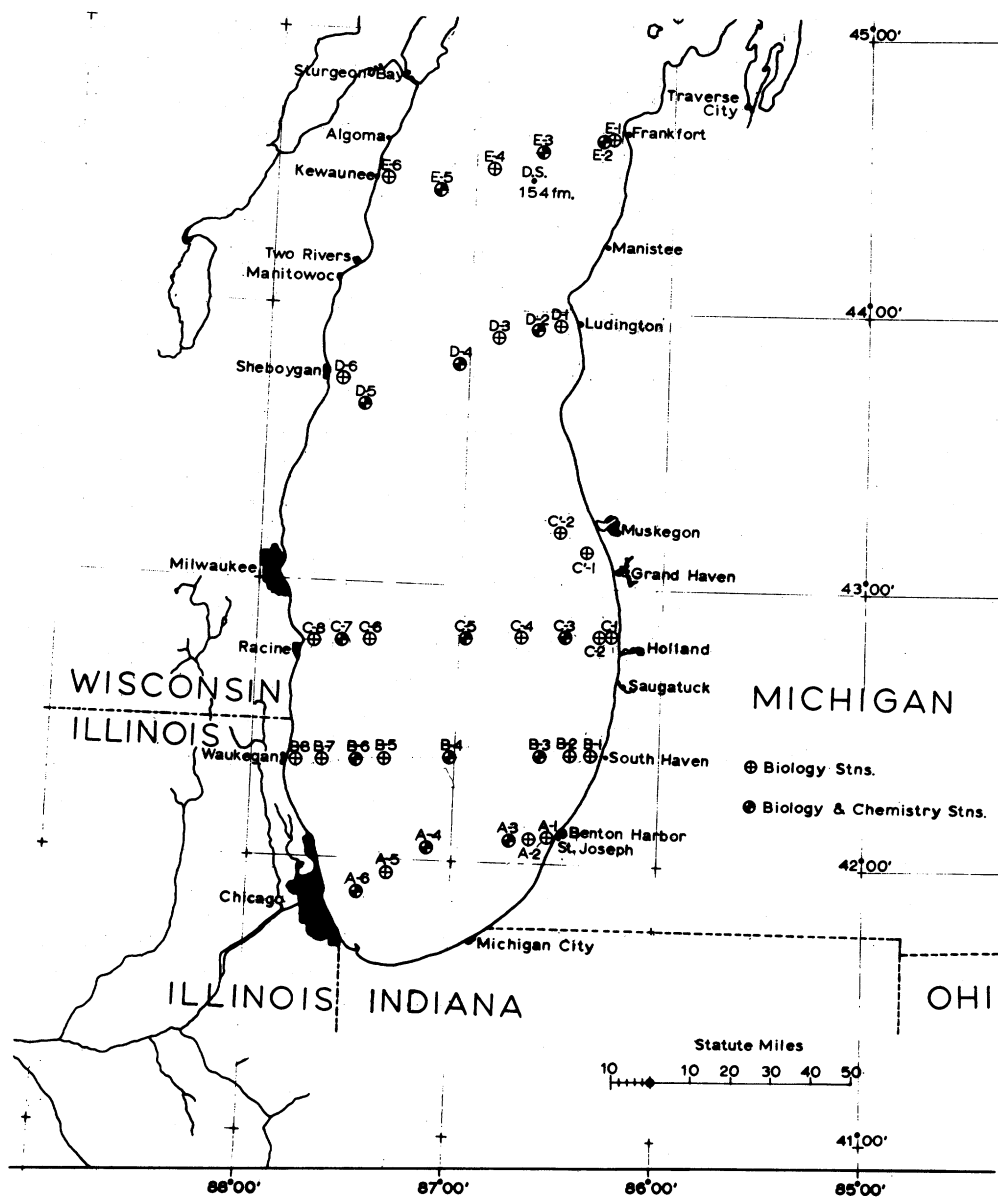 45°00'
Sturgeon Bay
Traverse
City
Algoma
E-1
Frankfort
E-3
E-2
E-4
Kewaunee
E-6
D.S.
154 fm.
E-5
Manistee
Two Rivers
Manitowoc
44°00'
D-1
D-2
D-3
Ludington
D-4
Sheboygan
D-6
D-5
C'-2
Muskegon
C'-1
Milwaukee
Grand Haven
43°00'
C-8
C-7
C-6
C-5
C-4
C-3
C-1
C-2
Racine
Holland
WISCONSIN
Saugatuck
MICHIGAN
ILLINOIS
Waukegan
B-8
B-7
B-6
B-5
B-4
B-3
B-2
B-1
South Haven
Biology Stns.
Biology & Chemistry Stns.
A-4
A-3
A-1
Benton Harbor
A-2
St. Joseph
A-5
42°00'
A-6
Chicago
Michigan City
ILLINOIS
INDIANA
OHI
Statute Miles
10 10 20 30 40 50
41°00'
88°00' 87°00' 86°00' 85°00'